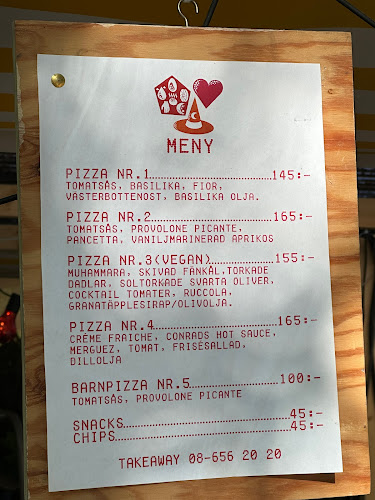 MENY
PIZZA NR.1 145:-
TOMATSÅS, BASILIKA, FIOR,
VÄSTERBOTTENOST, BASILIKA OLJA.
PIZZA NR.2 165:-
TOMATSÅS, PROVOLONE PICANTE,
PANCETTA, VANILJMARINERAD APRIKOS
PIZZA NR.3(VEGAN) 155:-
MUHAMMARA, SKIVAD FÄNKÅL,TORKADE
DADLAR, SOLTORKADE SVARTA OLIVER,
COCKTAIL TOMATER, RUCCOLA,
GRANATÄPPLESIRAP/OLIVOLJA.
PIZZA NR.4 165:-
CRÈME FRAICHE, CONRADS HOT SAUCE,
MERGUEZ, TOMAT, FRISÉSALLAD,
DILLOLJA
BARNPIZZA NR.5 100:-
TOMATSÅS, PROVOLONE PICANTE
SNACKS 45:-
CHIPS 45:-
TAKEAWAY 08-656 20 20